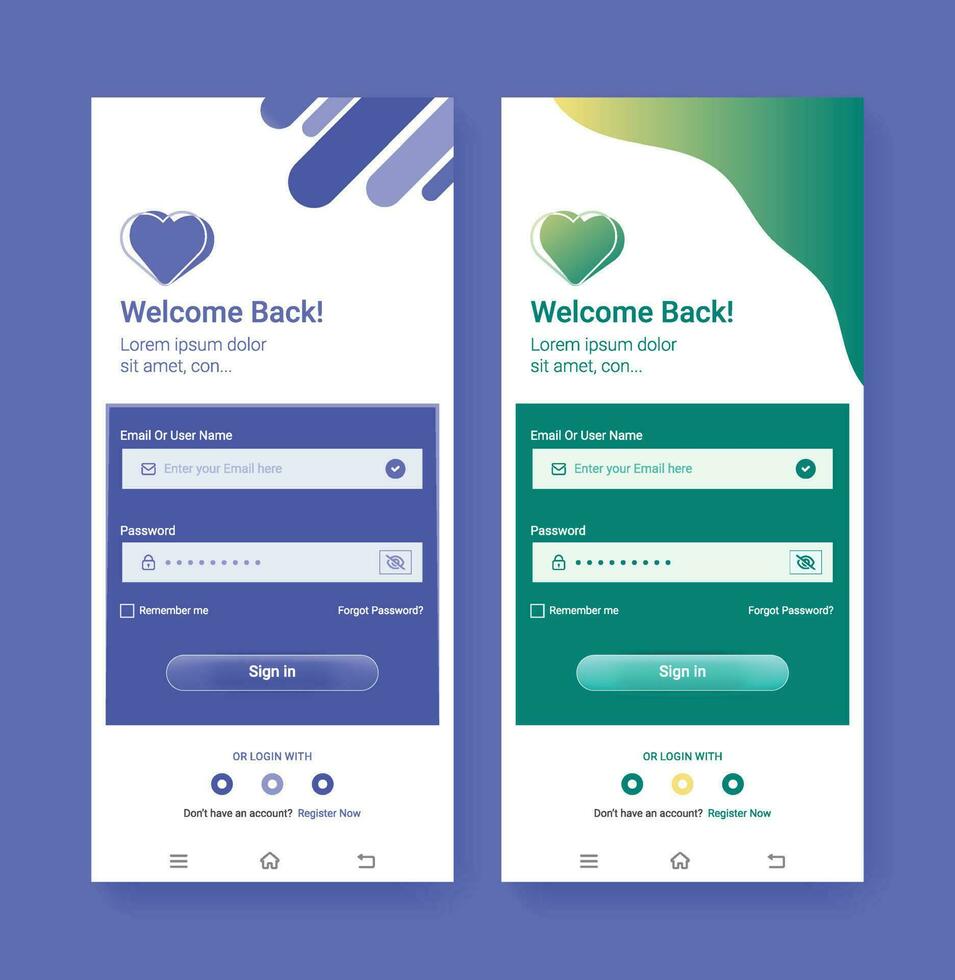 Welcome Back!
Lorem ipsum dolor
sit amet, con...
Email Or User Name
Enter your Email here
Password
Remember me
Forgot Password?
Sign in
OR LOGIN WITH
Don't have an account? Register Now
Welcome Back!
Lorem ipsum dolor
sit amet, con...
Email Or User Name
Enter your Email here
Password
Remember me
Forgot Password?
Sign in
OR LOGIN WITH
Don't have an account? Register Now